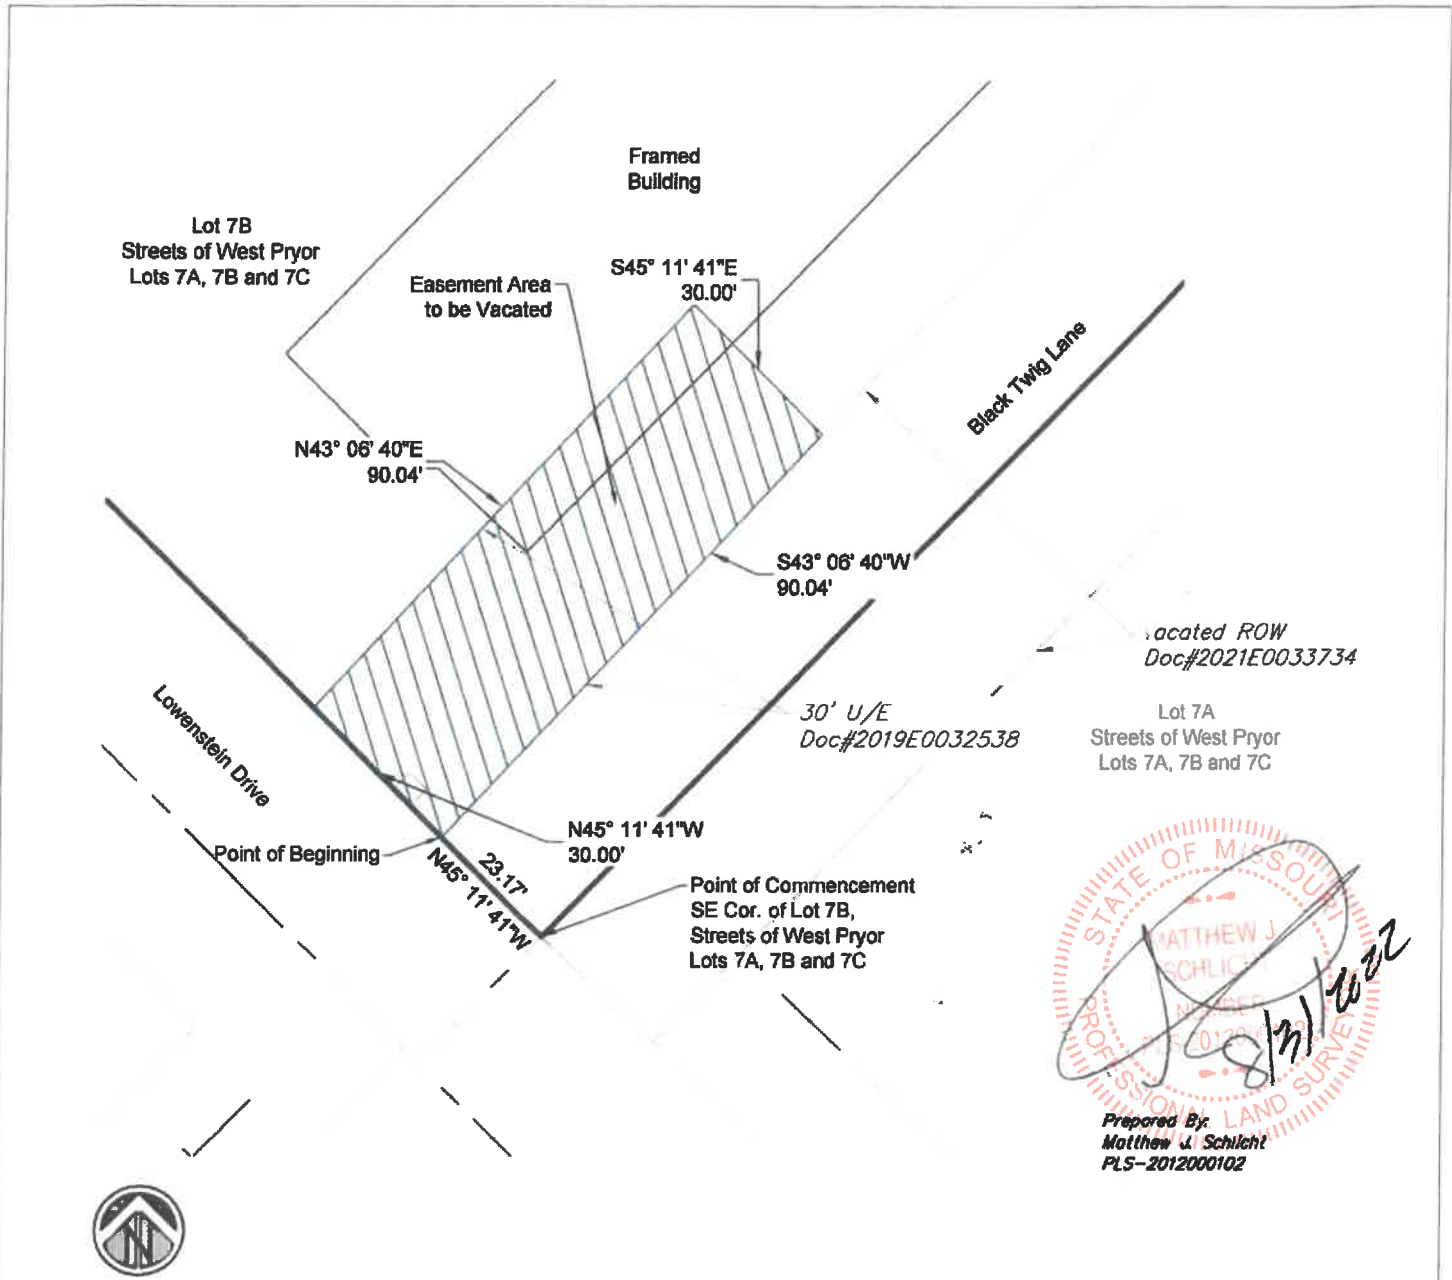 Framed
Building
Lot 7B
Streets of West Pryor
Lots 7A, 7B and 7C
Easement Area
to be Vacated
S45° 11' 41"E
30.00'
Black Twig Lane
N43° 06' 40"E
90.04'
S43° 06' 40"W
90.04'
acated ROW
Doc#2021E0033734
30' U/E
Doc#2019E0032538
Lot 7A
Streets of West Pryor
Lots 7A, 7B and 7C
Lowenstein Drive
N45° 11' 41"W
30.00'
Point of Beginning
23.17'
N45° 11' 41"W
Point of Commencement
SE Cor. of Lot 7B,
Streets of West Pryor
Lots 7A, 7B and 7C
STATE OF MISSOURI
MATTHEW J.
SCHLICHT
NUMBER
PROFESSIONAL LAND SURVEYOR
8/31/2022
Prepared By:
Matthew J. Schlicht
PLS-2012000102
N